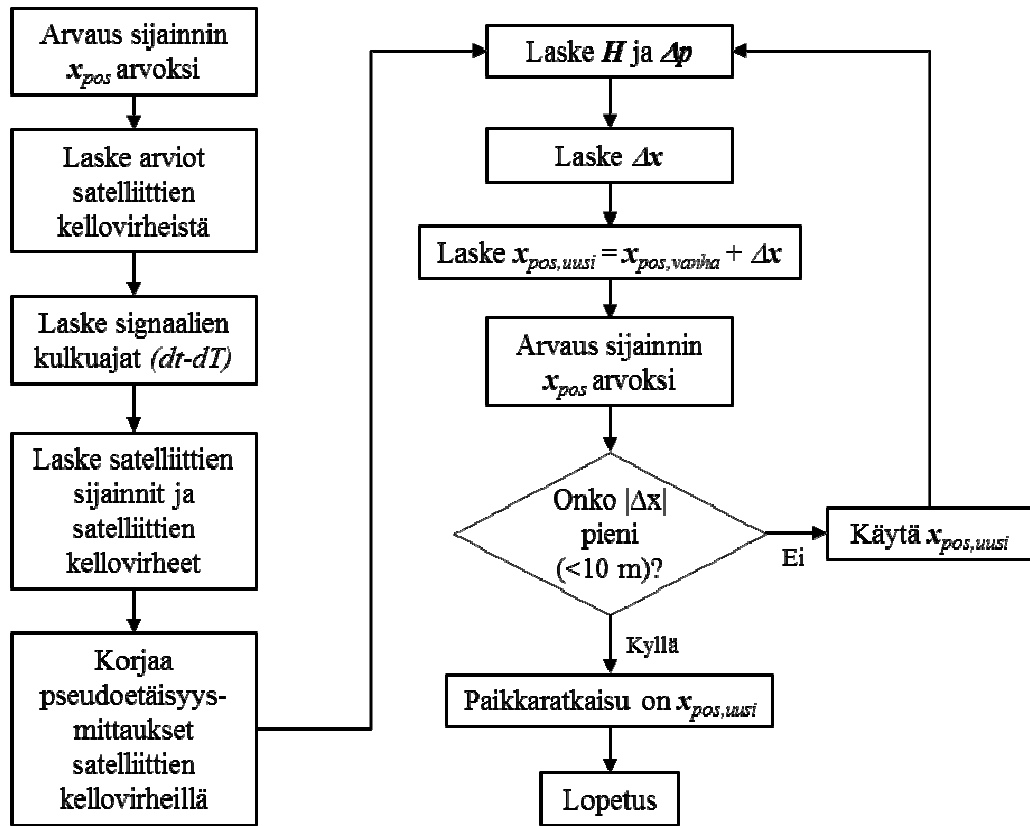 Arvaus sijainnin
x_pos arvoksi
Laske arviot
satelliittien
kellovirheistä
Laske signaalien
kulkuajat (dt-dT)
Laske satelliittien
sijainnit ja
satelliittien
kellovirheet
Korjaa
pseudoetäisyys-
mittaukset
satelliittien
kellovirheillä
Laske H ja Δp
Laske Δx
Laske x_pos,uusi = x_pos,vanha + Δx
Arvaus sijainnin
x_pos arvoksi
Onko |Δx|
pieni
(<10 m)?
Ei
Käytä x_pos,uusi
Kyllä
Paikkaratkaisu on x_pos,uusi
Lopetus